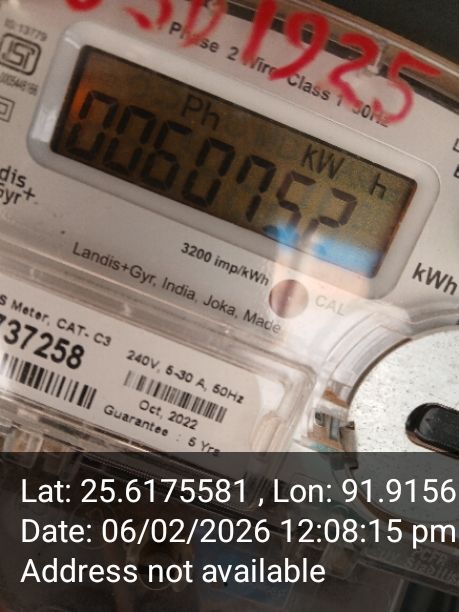 1925
IS:13779
Phase 2 Wire Class 1 50Hz
Ph
kW h
0060752
Landis+
Gyr+
3200 imp/kWh
kWh
Landis+Gyr, India, Joka, Made
CAL
S Meter, CAT- C3
737258
240V, 5-30 A, 50Hz
Oct, 2022
Guarantee : 5 Yrs
Lat: 25.6175581 , Lon: 91.9156
Date: 06/02/2026 12:08:15 pm
Address not available